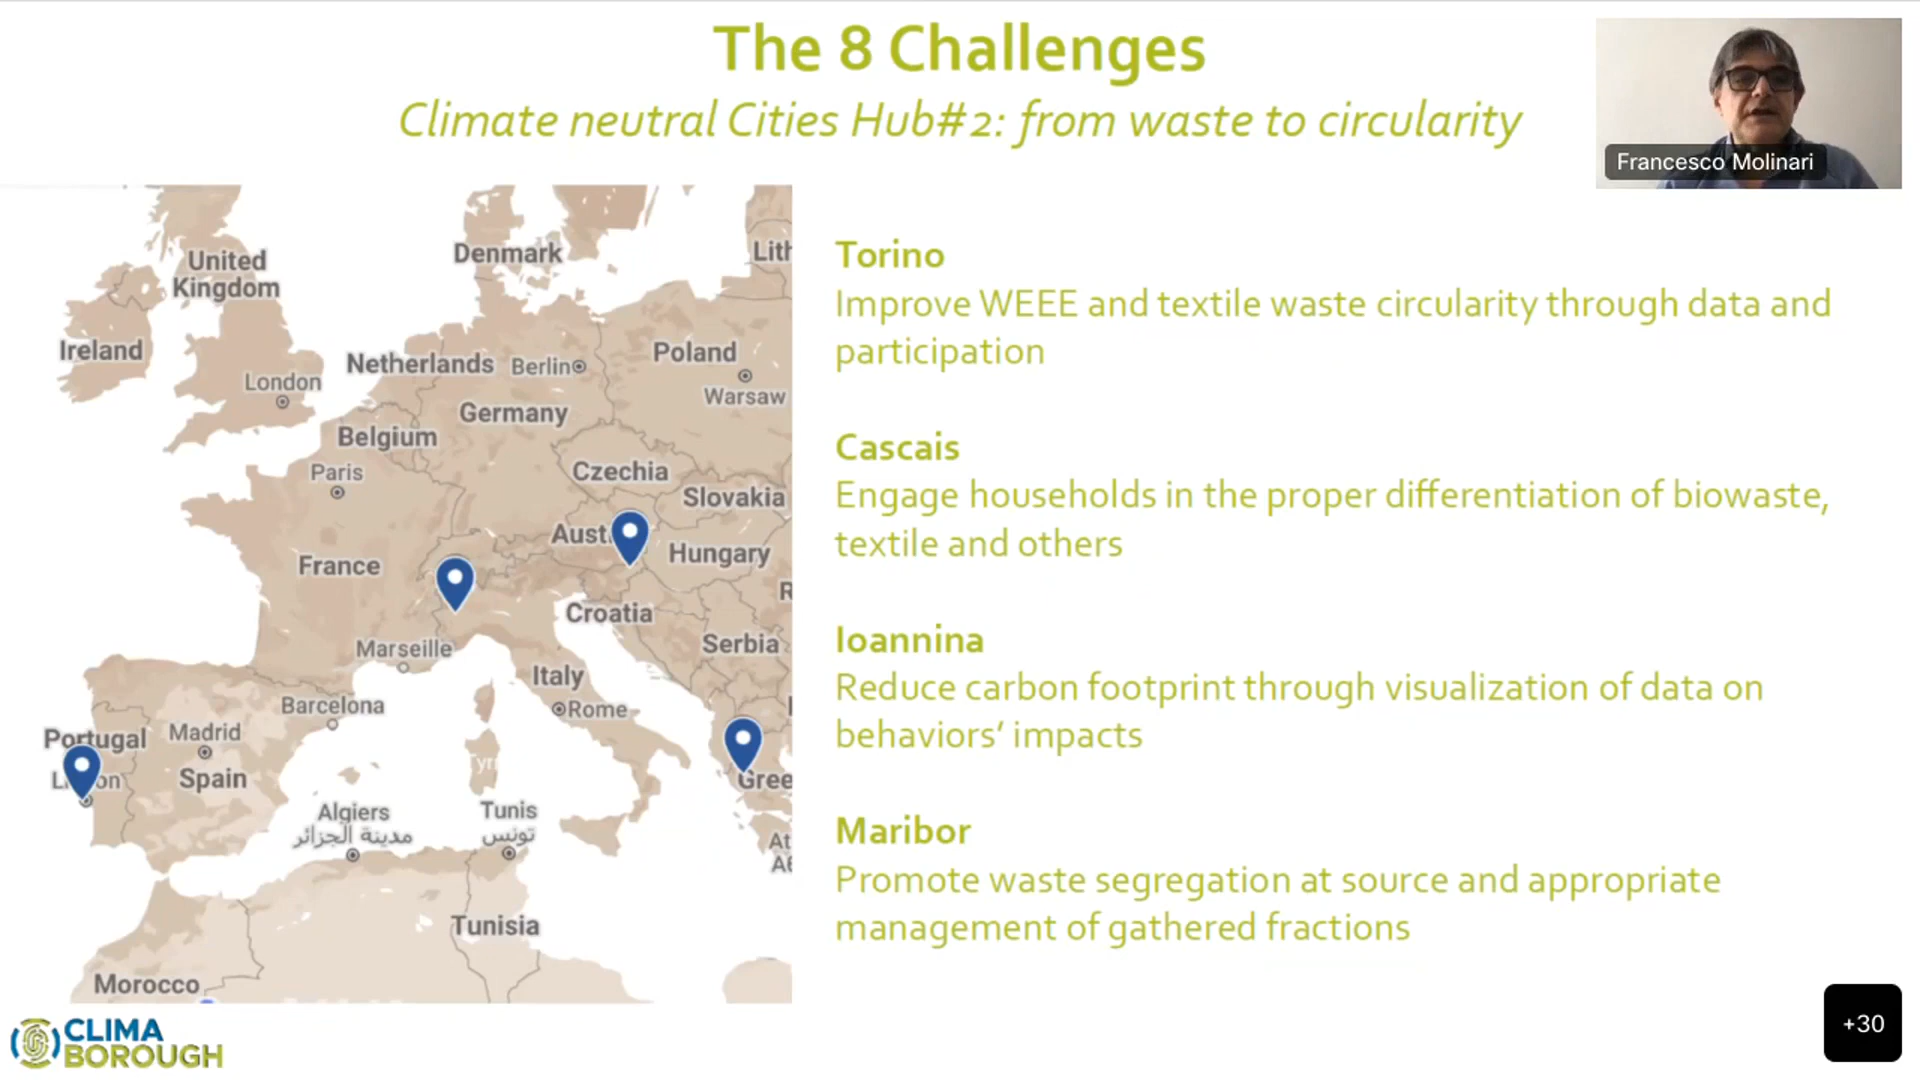 The 8 Challenges
Climate neutral Cities Hub#2: from waste to circularity
Francesco Molinari
United
Kingdom
Denmark
Lith
Ireland
London
Netherlands
Berlin
Poland
Warsaw
Germany
Belgium
Paris
Czechia
Slovakia
Aust
Hungary
France
Croatia
Serbia
Marseille
Italy
Rome
Barcelona
Portugal
Madrid
Spain
Gree
Algiers
مدينة الجزائر
Tunis
تونس
Tunisia
Morocco
Torino
Improve WEEE and textile waste circularity through data and
participation
Cascais
Engage households in the proper differentiation of biowaste,
textile and others
Ioannina
Reduce carbon footprint through visualization of data on
behaviors’ impacts
Maribor
Promote waste segregation at source and appropriate
management of gathered fractions
CLIMA
BOROUGH
+30